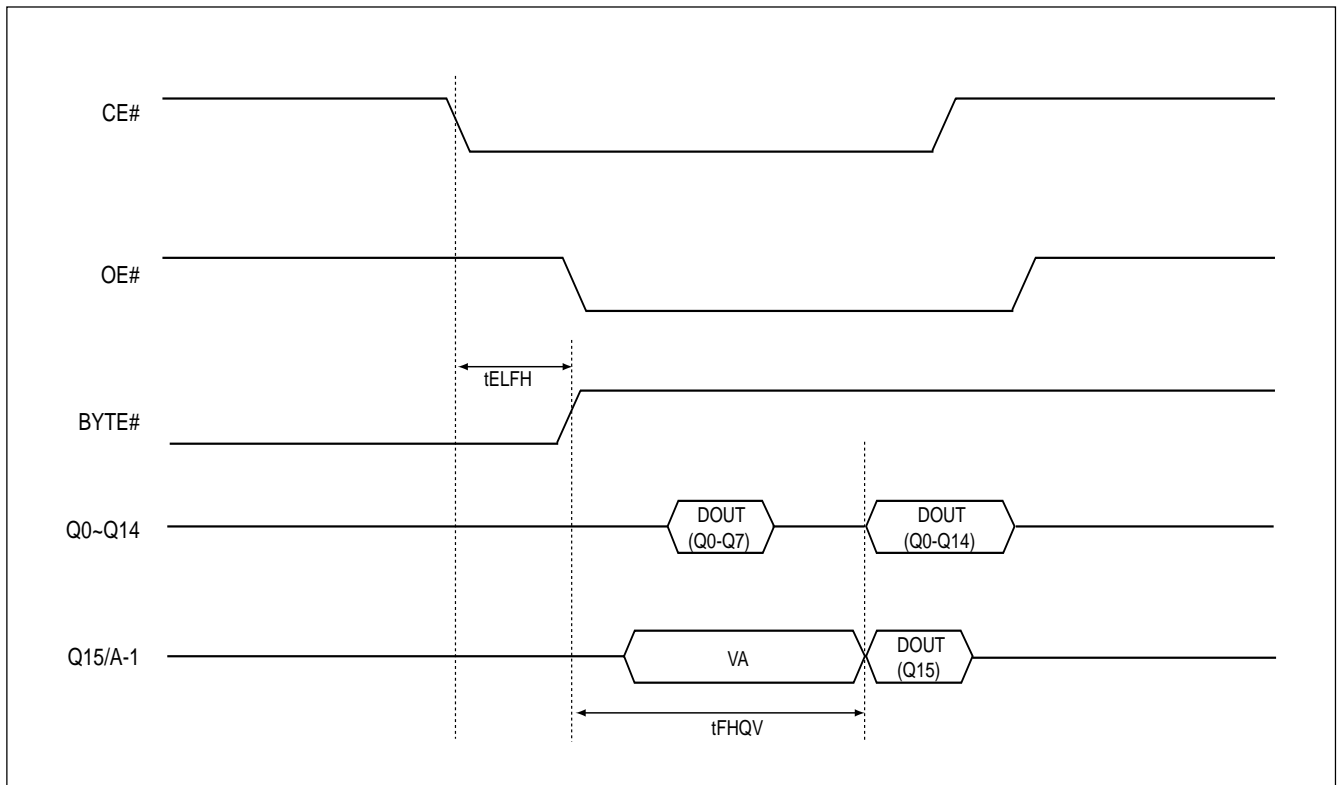 CE#
OE#
tELFH
BYTE#
Q0~Q14
DOUT
(Q0-Q7)
DOUT
(Q0-Q14)
Q15/A-1
VA
DOUT
(Q15)
tFHQV